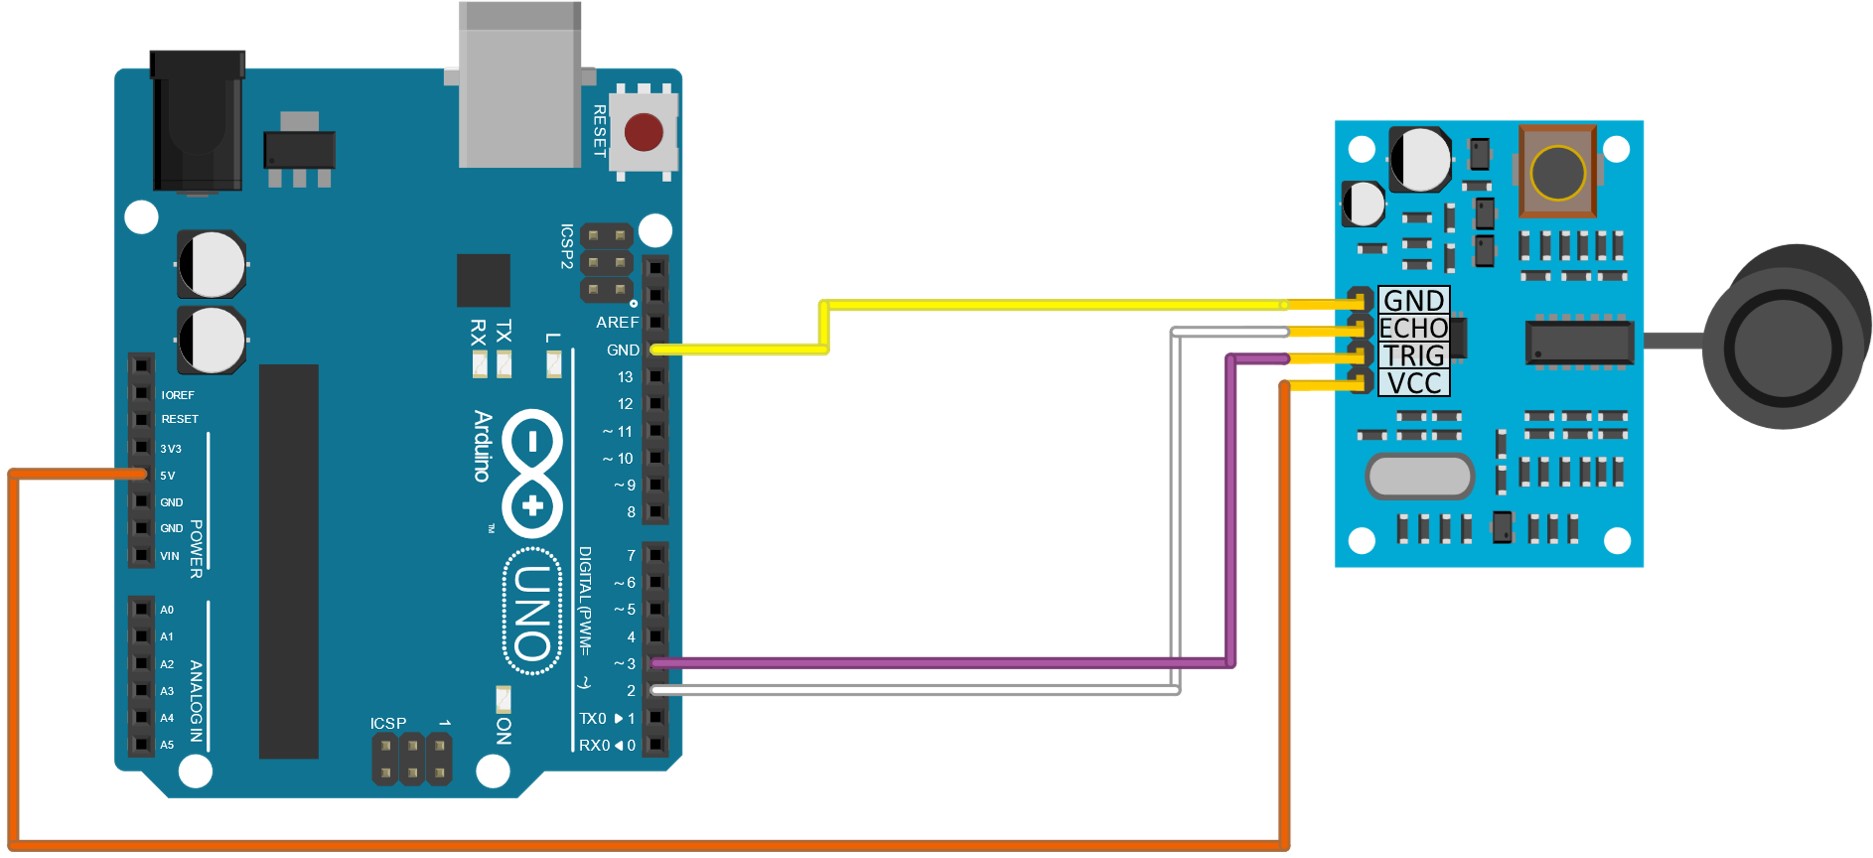 RESET
ICSP2
AREF
GND
13
12
~ 11
~ 10
~ 9
8
7
~ 6
~ 5
4
~ 3
2
TX0 ▶ 1
RX0 ◀ 0
DIGITAL (PWM= ~)
RX
TX
L
Arduino
TM
UNO
ON
ICSP
1
IOREF
RESET
3V3
5V
GND
GND
VIN
POWER
A0
A1
A2
A3
A4
A5
ANALOG IN
GND
ECHO
TRIG
VCC